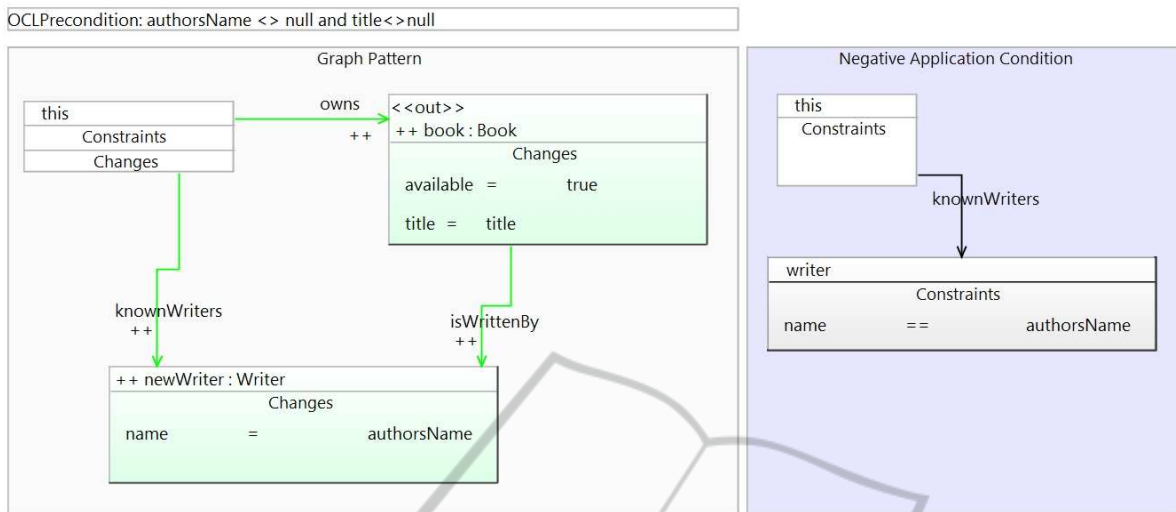 OCLPrecondition: authorsName <> null and title<>null
Graph Pattern
this
Constraints
Changes
owns
++
<<out>>
++ book : Book
Changes
available = true
title = title
knownWriters
++
isWrittenBy
++
++ newWriter : Writer
Changes
name = authorsName
Negative Application Condition
this
Constraints
knownWriters
writer
Constraints
name == authorsName